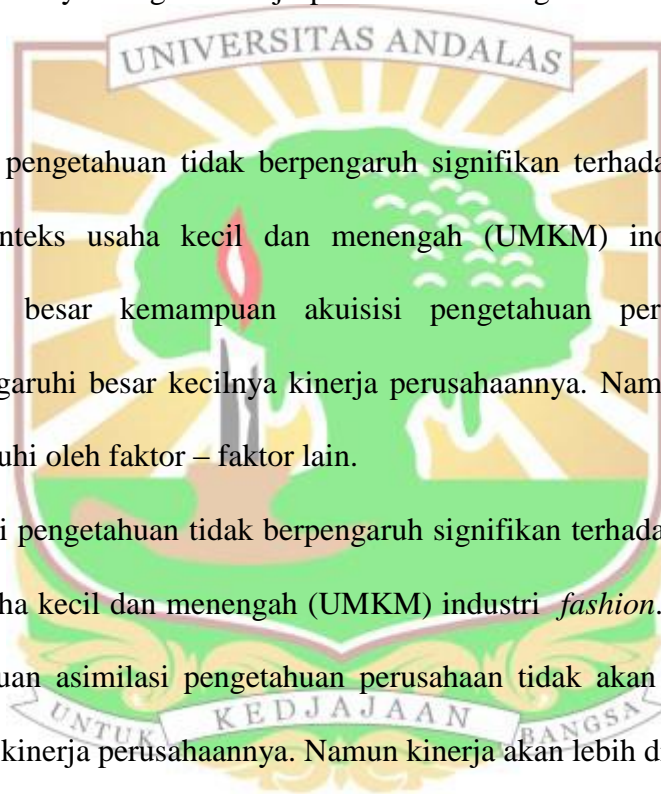 UNIVERSITAS ANDALAS
pengetahuan tidak berpengaruh signifikan terhada
nteks usaha kecil dan menengah (UMKM) ind
besar kemampuan akuisisi pengetahuan per
garuhi besar kecilnya kinerja perusahaannya. Nam
uhi oleh faktor – faktor lain.
i pengetahuan tidak berpengaruh signifikan terhada
ha kecil dan menengah (UMKM) industri fashion.
uan asimilasi pengetahuan perusahaan tidak akan
kinerja perusahaannya. Namun kinerja akan lebih d
UNTUK KEDJAJAAN BANGSA